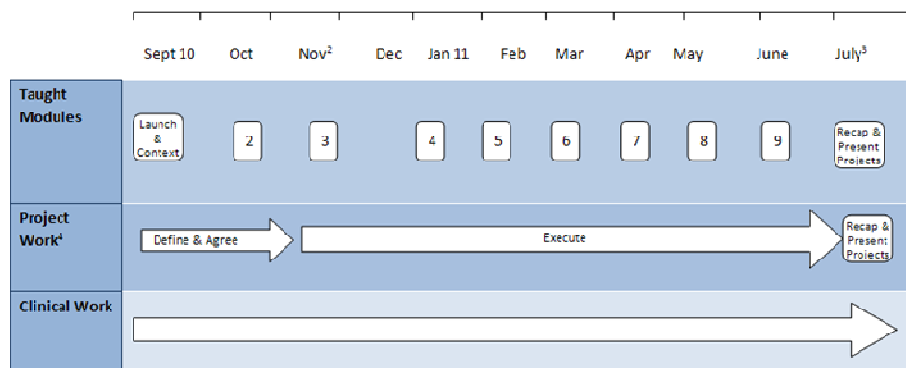 Sept 10 Oct Nov² Dec Jan 11 Feb Mar Apr May June July³
Taught
Modules
Launch
&
Context
2 3 4 5 6 7 8 9
Recap &
Present
Projects
Project
Work⁴
Define & Agree
Execute
Recap &
Present
Projects
Clinical Work